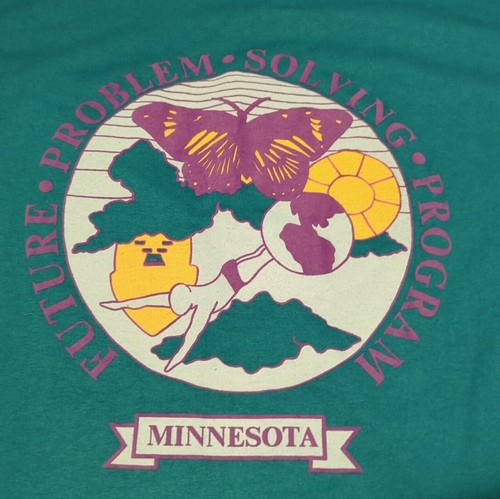 FUTURE • PROBLEM • SOLVING • PROGRAM
MINNESOTA